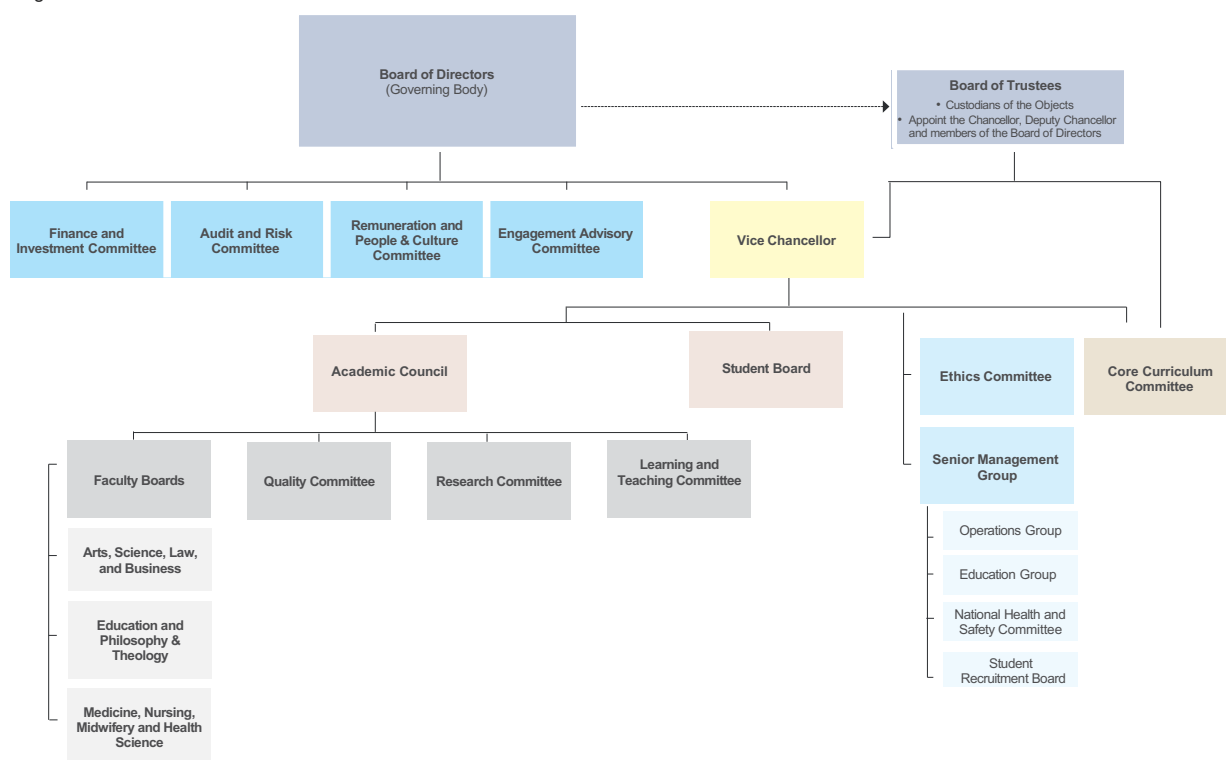 Board of Directors
(Governing Body)
Board of Trustees
• Custodians of the Objects
• Appoint the Chancellor, Deputy Chancellor
and members of the Board of Directors
Finance and
Investment Committee
Audit and Risk
Committee
Remuneration and
People & Culture
Committee
Engagement Advisory
Committee
Vice Chancellor
Academic Council
Student Board
Ethics Committee
Core Curriculum
Committee
Faculty Boards
Quality Committee
Research Committee
Learning and
Teaching Committee
Senior Management
Group
Arts, Science, Law,
and Business
Education and
Philosophy &
Theology
Medicine, Nursing,
Midwifery and Health
Science
Operations Group
Education Group
National Health and
Safety Committee
Student
Recruitment Board